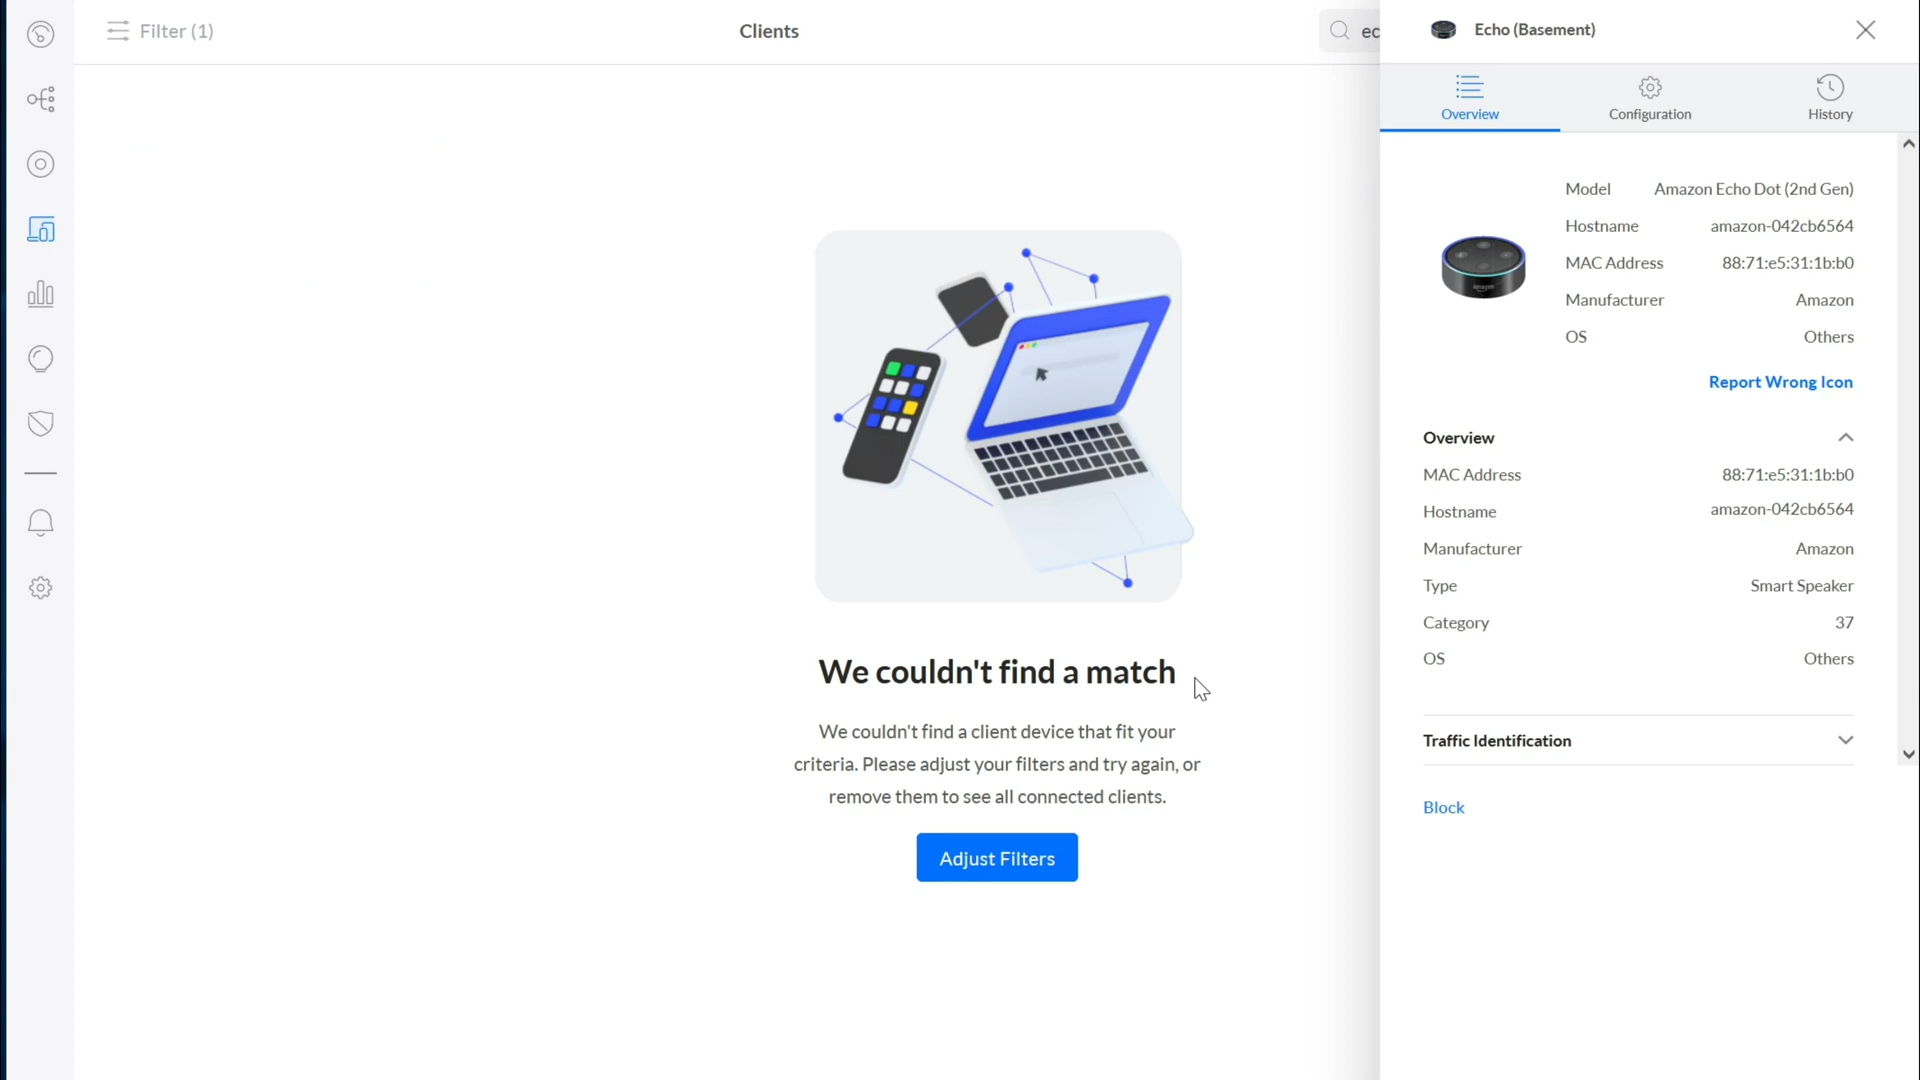 Filter (1)
Clients
ec
Echo (Basement)
Overview
Configuration
History
Model Amazon Echo Dot (2nd Gen)
Hostname amazon-042cb6564
MAC Address 88:71:e5:31:1b:b0
Manufacturer Amazon
OS Others
Report Wrong Icon
Overview
MAC Address 88:71:e5:31:1b:b0
Hostname amazon-042cb6564
Manufacturer Amazon
Type Smart Speaker
Category 37
OS Others
Traffic Identification
Block
We couldn't find a match
We couldn't find a client device that fit your
criteria. Please adjust your filters and try again, or
remove them to see all connected clients.
Adjust Filters